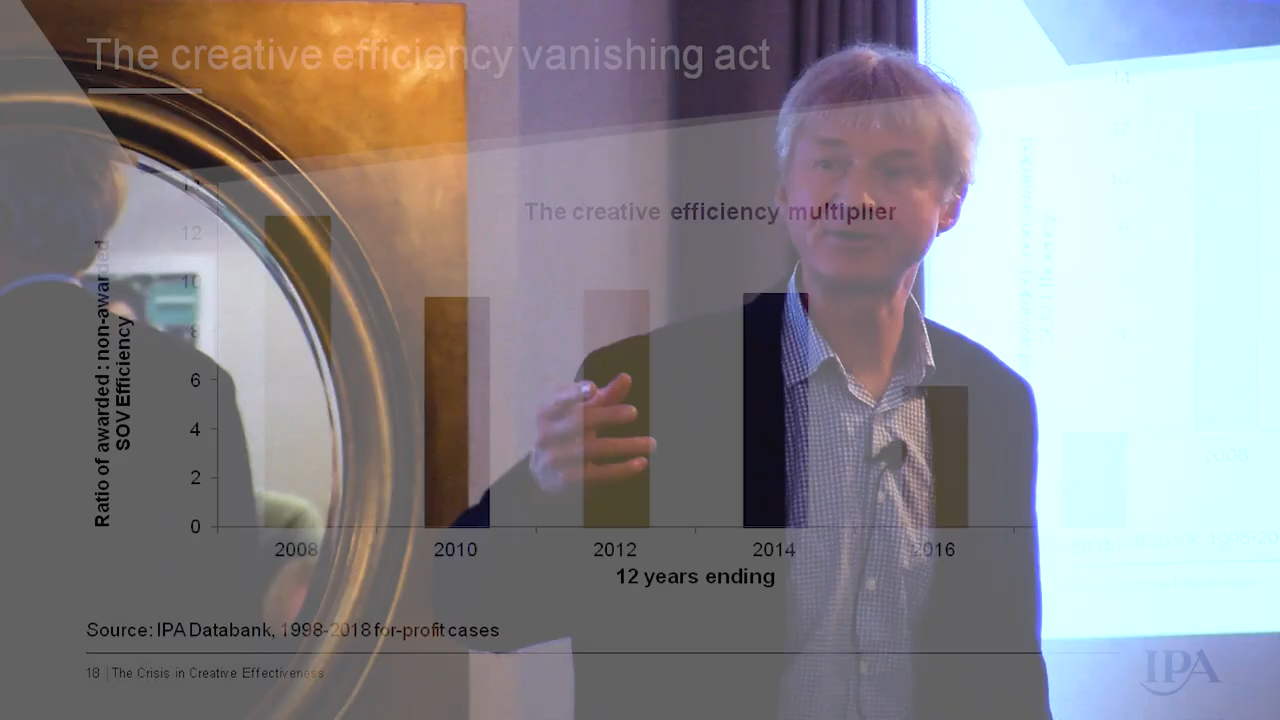 The creative efficiency vanishing act
The creative efficiency multiplier
Ratio of awarded : non-awarded
SOV Efficiency
14
12
10
8
6
4
2
0
2008
2010
2012
2014
2016
12 years ending
Source: IPA Databank, 1998-2018 for-profit cases
18 | The Crisis in Creative Effectiveness
IPA